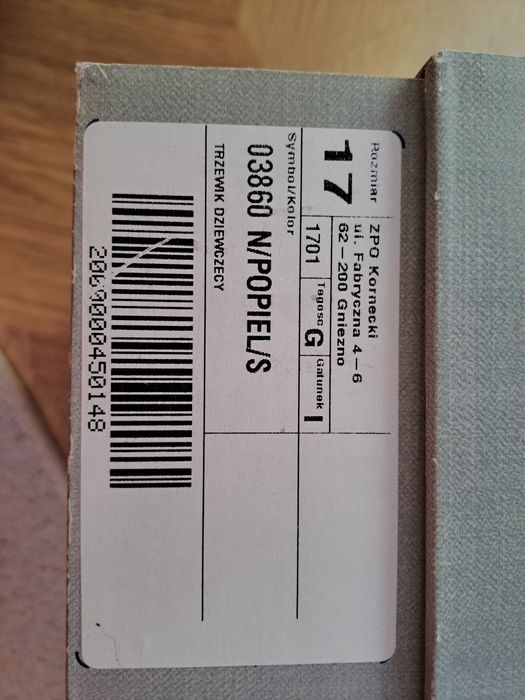 Rozmiar
17
ZPO Kornecki
ul. Fabryczna 4-6
62-200 Gniezno
1701
Tęgość G
Gatunek I
Symbol/Kolor
03860 N/POPIEL/S
TRZEWIK DZIEWCZĘCY
2069000450148